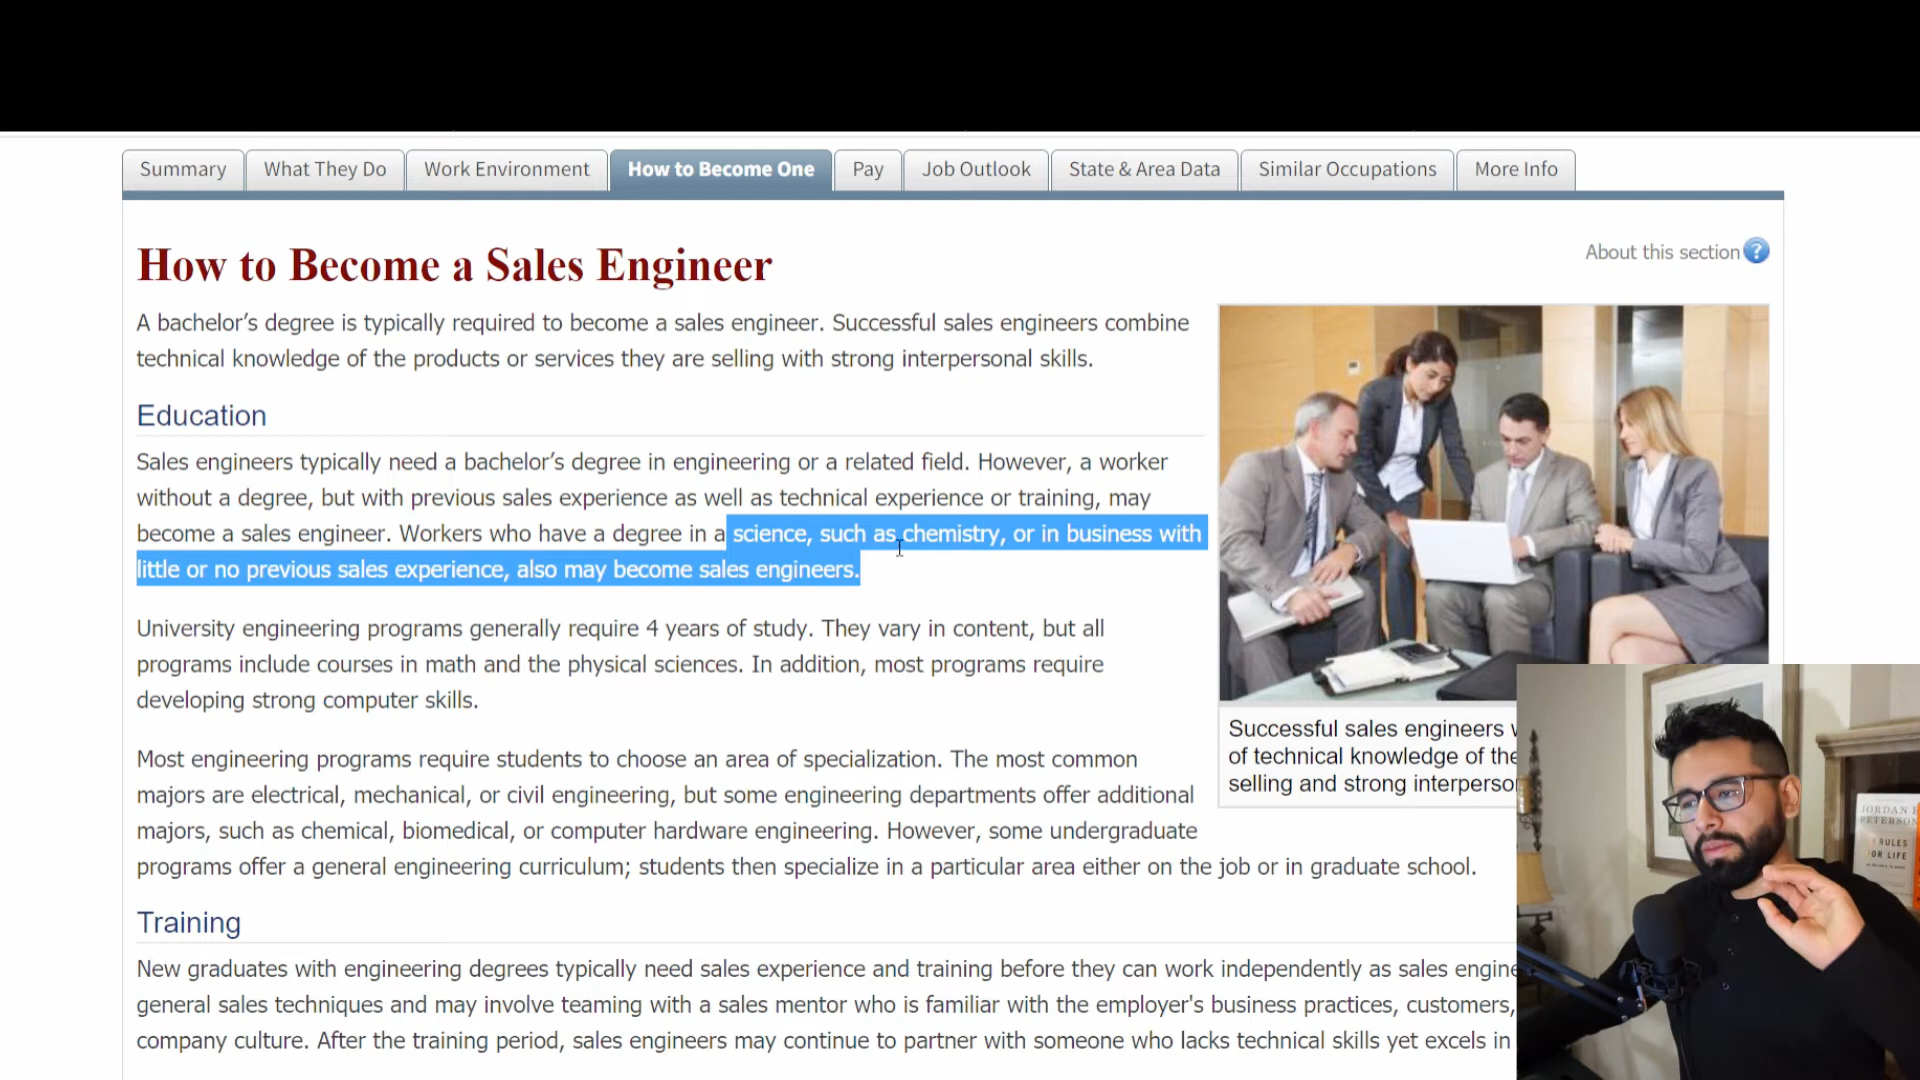 Summary
What They Do
Work Environment
How to Become One
Pay
Job Outlook
State & Area Data
Similar Occupations
More Info
How to Become a Sales Engineer
About this section ?
A bachelor’s degree is typically required to become a sales engineer. Successful sales engineers combine
technical knowledge of the products or services they are selling with strong interpersonal skills.
Education
Sales engineers typically need a bachelor’s degree in engineering or a related field. However, a worker
without a degree, but with previous sales experience as well as technical experience or training, may
become a sales engineer. Workers who have a degree in a science, such as chemistry, or in business with
little or no previous sales experience, also may become sales engineers.
University engineering programs generally require 4 years of study. They vary in content, but all
programs include courses in math and the physical sciences. In addition, most programs require
developing strong computer skills.
Most engineering programs require students to choose an area of specialization. The most common
majors are electrical, mechanical, or civil engineering, but some engineering departments offer additional
majors, such as chemical, biomedical, or computer hardware engineering. However, some undergraduate
programs offer a general engineering curriculum; students then specialize in a particular area either on the job or in graduate school.
Successful sales engineers
of technical knowledge of the
selling and strong
Training
New graduates with engineering degrees typically need sales experience and training before they can work independently as sales
general sales techniques and may involve teaming with a sales mentor who is familiar with the employer's business practices, customers,
company culture. After the training period, sales engineers may continue to partner with someone who lacks technical skills yet excels in
JORDAN
PETERSON
RULES
FOR LIFE